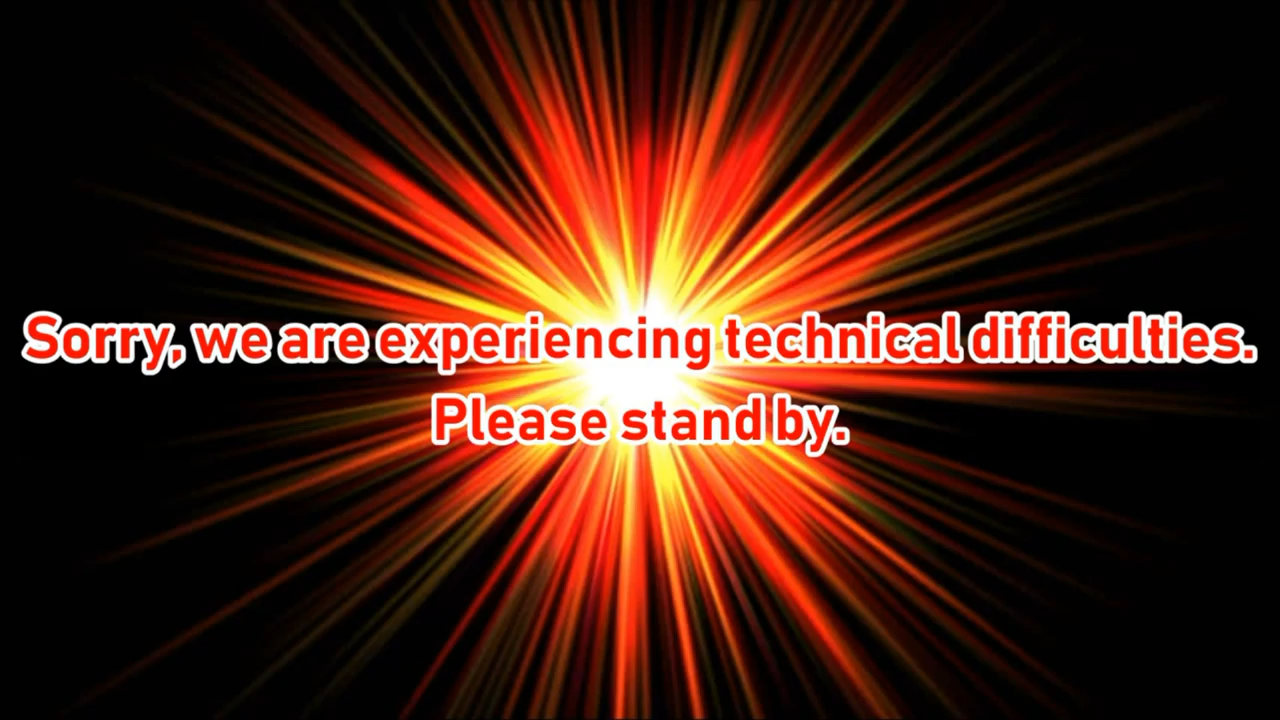 Sorry, we are experiencing technical difficulties.
Please stand by.